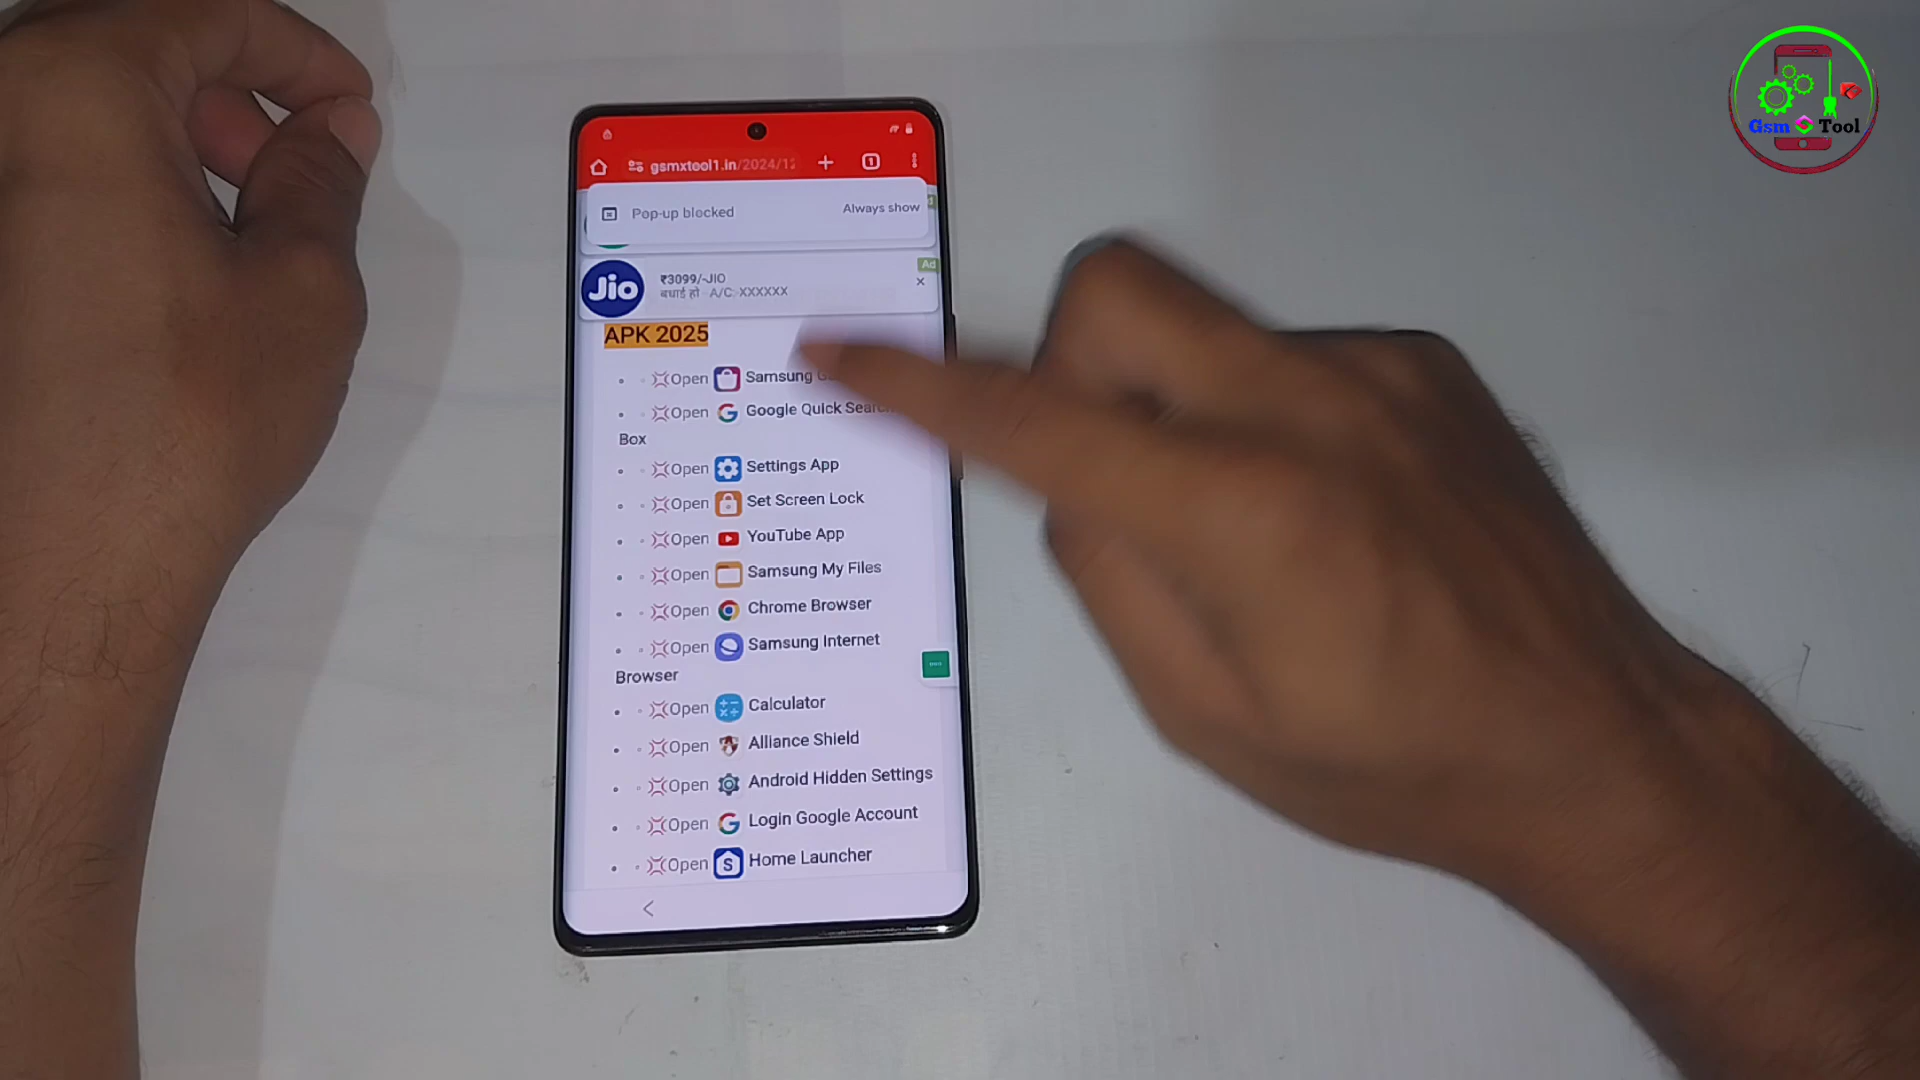 Gsm Tool
gsmxtool1.in/2024/12
1
Pop-up blocked
Always show
Ad
₹3099/-JIO
Jio
बधाई हो A/C. XXXXXX
APK 2025
Open Samsung
Open Google Quick Search
Box
Open Settings App
Open Set Screen Lock
Open YouTube App
Open Samsung My Files
Open Chrome Browser
Open Samsung Internet
Browser
Open Calculator
Open Alliance Shield
Open Android Hidden Settings
Open Login Google Account
Open Home Launcher